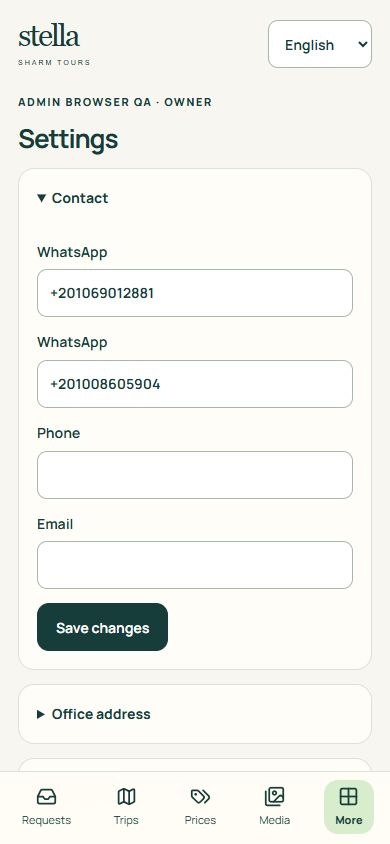 stella
SHARM TOURS
English
ADMIN BROWSER QA · OWNER
Settings
▼ Contact
WhatsApp
+201069012881
WhatsApp
+201008605904
Phone
Email
Save changes
▶ Office address
Requests
Trips
Prices
Media
More